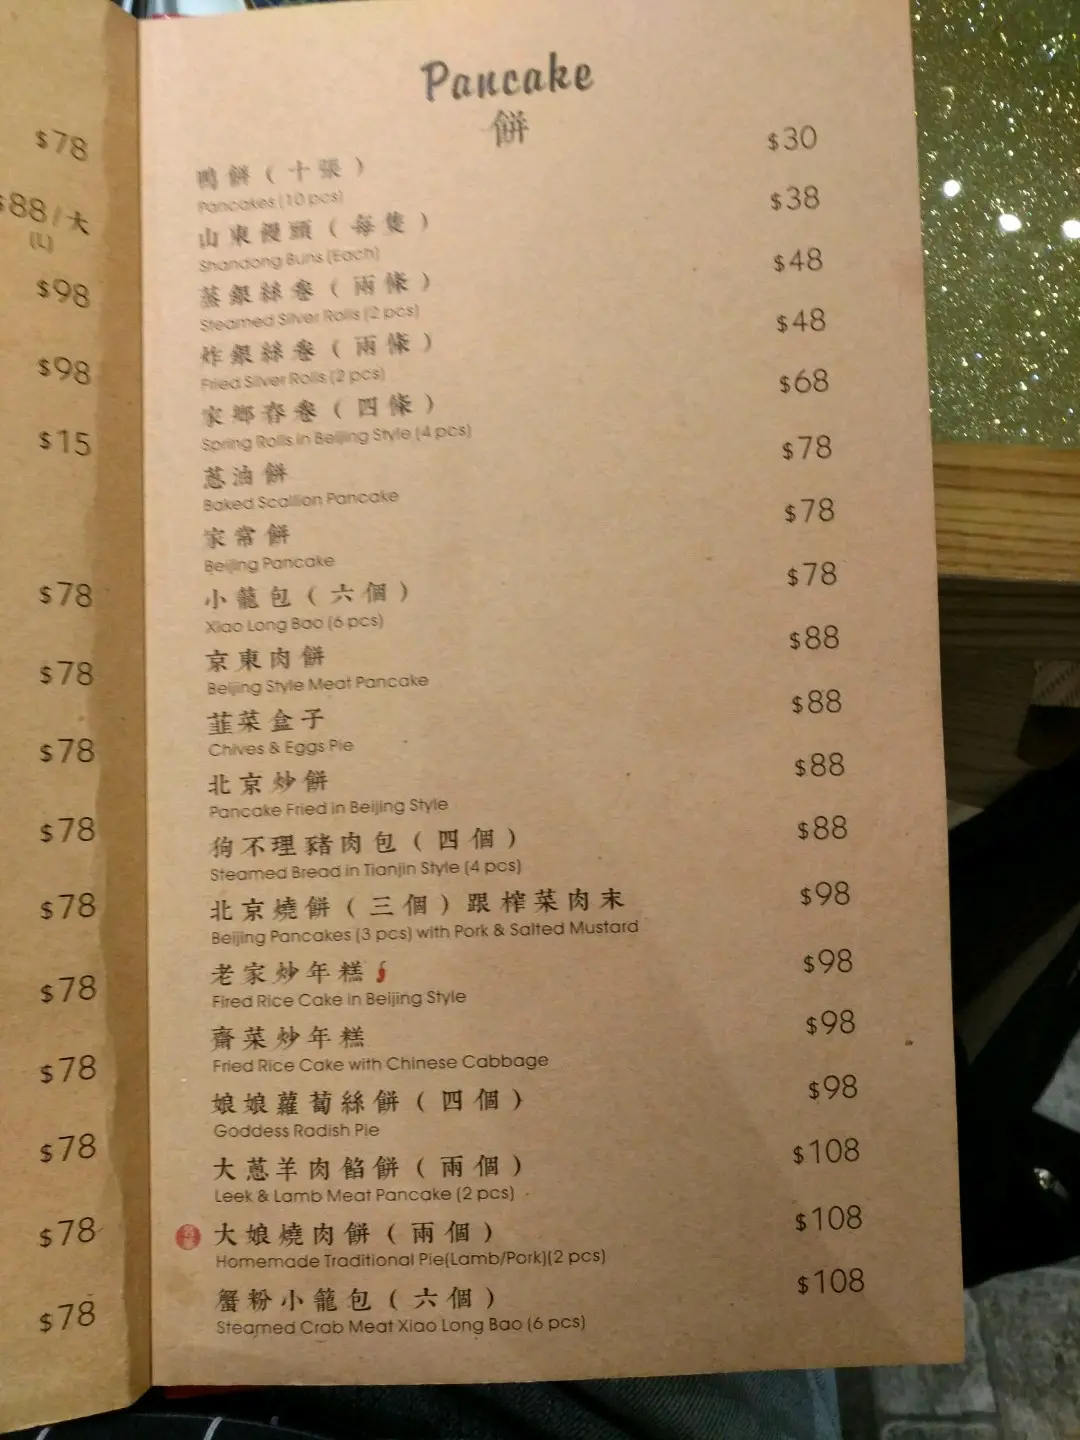 $78
$88/大
(L)
$98
$98
$15
$78
$78
$78
$78
$78
$78
$78
$78
$78
$78
Pancake
餅
鴨餅(十張) $30
Pancakes (10 pcs)
山東饅頭(每隻) $38
Shandong Buns (Each)
蒸銀絲卷(兩條) $48
Steamed Silver Rolls (2 pcs)
炸銀絲卷(兩條) $48
Fried Silver Rolls (2 pcs)
家鄉春卷(四條) $68
Spring Rolls in Beijing Style (4 pcs)
蔥油餅 $78
Baked Scallion Pancake
家常餅 $78
Beijing Pancake
小籠包(六個) $78
Xiao Long Bao (6 pcs)
京東肉餅 $88
Beijing Style Meat Pancake
韮菜盒子 $88
Chives & Eggs Pie
北京炒餅 $88
Pancake Fried in Beijing Style
狗不理豬肉包(四個) $88
Steamed Bread in Tianjin Style (4 pcs)
北京燒餅(三個)跟榨菜肉末 $98
Beijing Pancakes (3 pcs) with Pork & Salted Mustard
老家炒年糕 $98
Fired Rice Cake in Beijing Style
齋菜炒年糕 $98
Fried Rice Cake with Chinese Cabbage
娘娘蘿蔔絲餅(四個) $98
Goddess Radish Pie
大蔥羊肉餡餅(兩個) $108
Leek & Lamb Meat Pancake (2 pcs)
大娘燒肉餅(兩個) $108
Homemade Traditional Pie(Lamb/Pork)(2 pcs)
蟹粉小籠包(六個) $108
Steamed Crab Meat Xiao Long Bao (6 pcs)